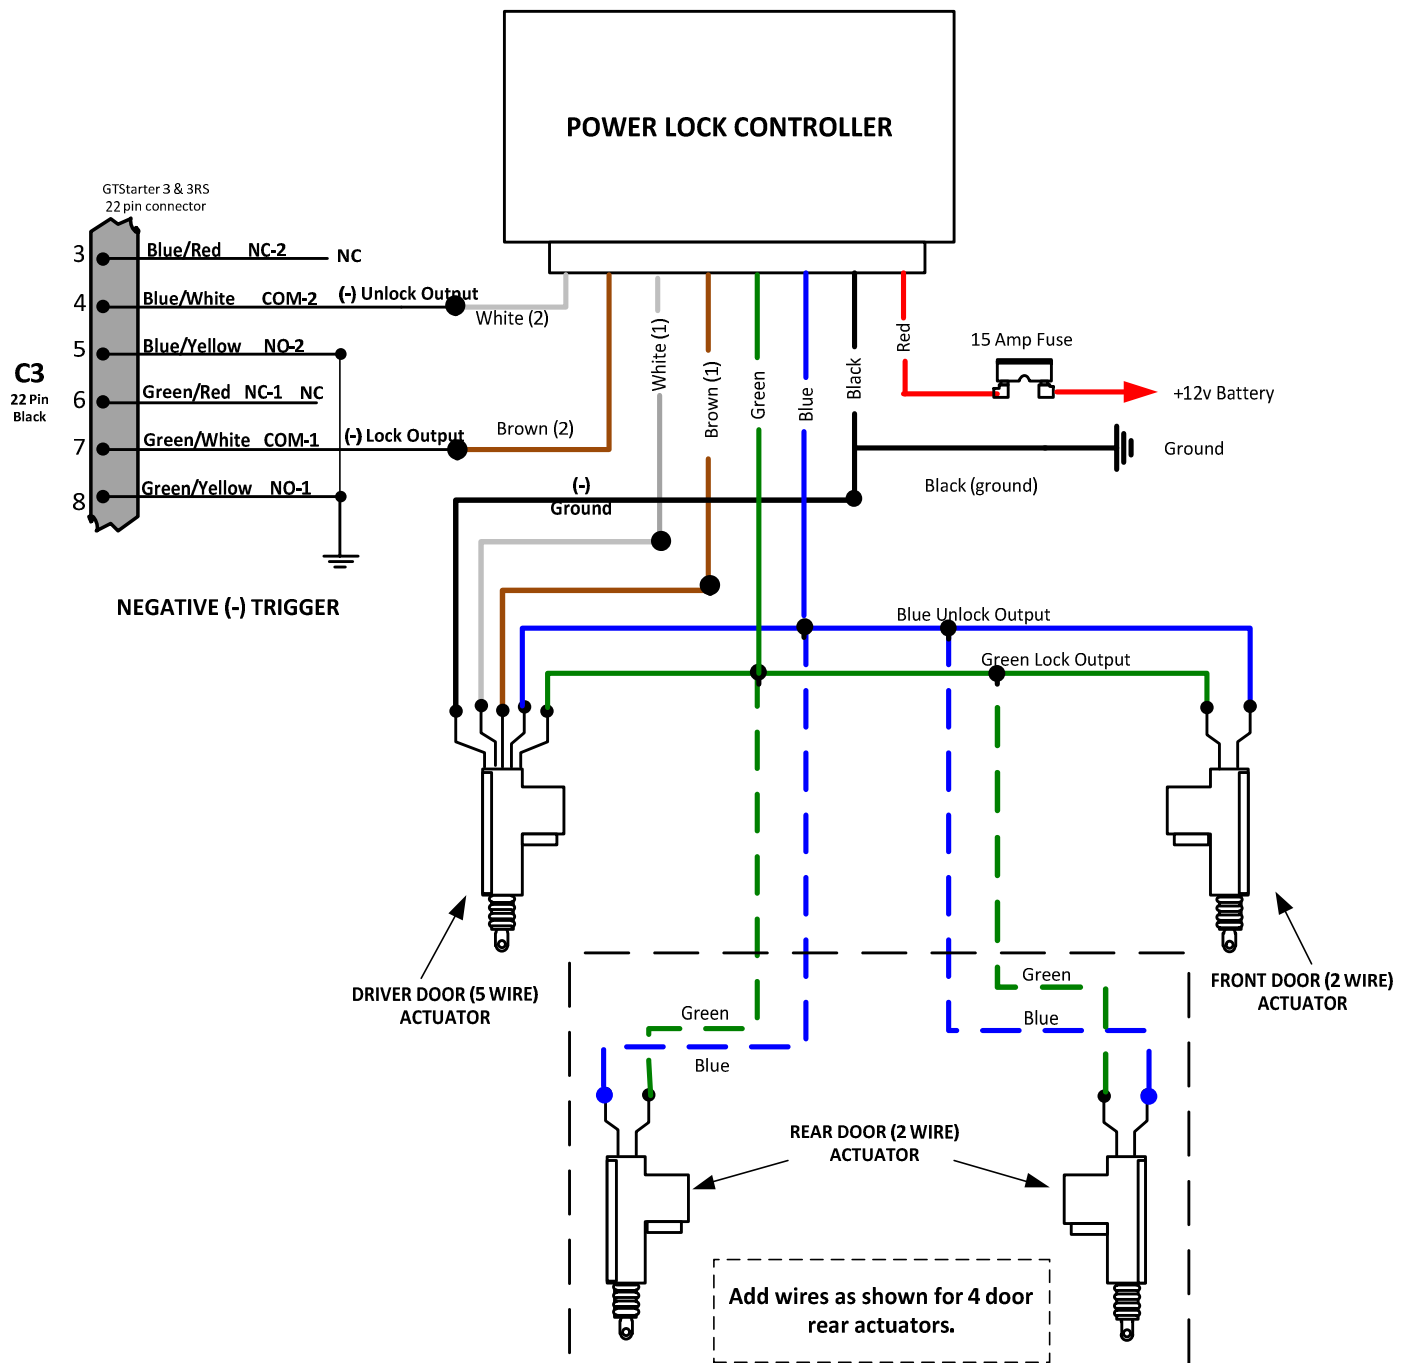 POWER LOCK CONTROLLER
GTStarter 3 & 3RS
22 pin connector
3 Blue/Red NC-2 NC
4 Blue/White COM-2 (-) Unlock Output
White (2)
5 Blue/Yellow NO-2
C3
22 Pin
Black
6 Green/Red NC-1 NC
7 Green/White COM-1 (-) Lock Output
Brown (2)
8 Green/Yellow NO-1
NEGATIVE (-) TRIGGER
White (1)
Brown (1)
Green
Blue
Black
Red
15 Amp Fuse
+12v Battery
Ground
Black (ground)
(-)
Ground
Blue Unlock Output
Green Lock Output
DRIVER DOOR (5 WIRE)
ACTUATOR
FRONT DOOR (2 WIRE)
ACTUATOR
Green
Blue
Green
Blue
REAR DOOR (2 WIRE)
ACTUATOR
Add wires as shown for 4 door
rear actuators.